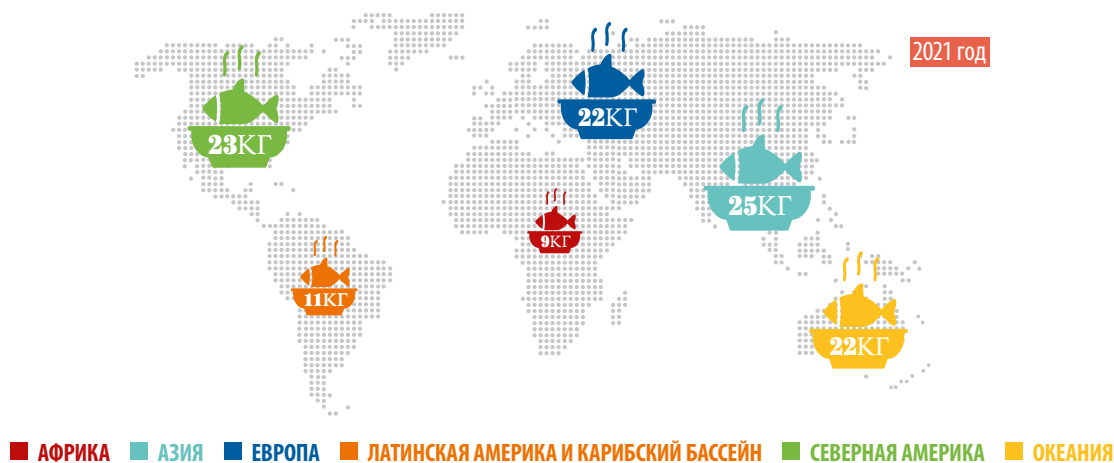 2021 год
23КГ
22КГ
25КГ
9КГ
11КГ
22КГ
АФРИКА АЗИЯ ЕВРОПА ЛАТИНСКАЯ АМЕРИКА И КАРИБСКИЙ БАССЕЙН СЕВЕРНАЯ АМЕРИКА ОКЕАНИЯ